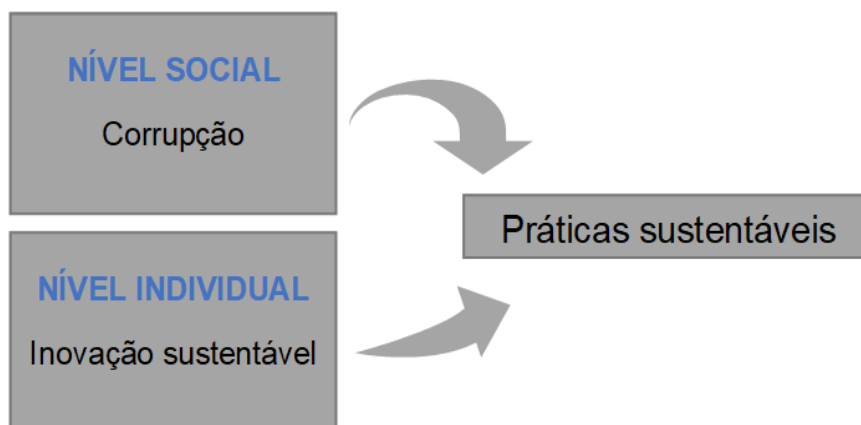 NÍVEL SOCIAL
Corrupção
Práticas sustentáveis
NÍVEL INDIVIDUAL
Inovação sustentável